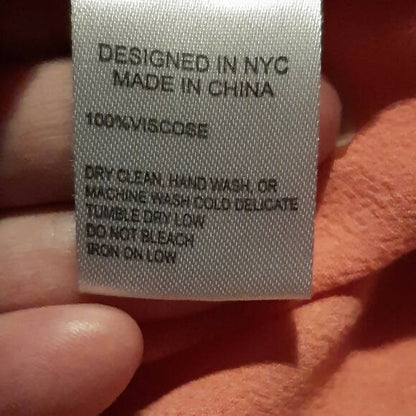 DESIGNED IN NYC
MADE IN CHINA
100%VISCOSE
DRY CLEAN, HAND WASH, OR
MACHINE WASH COLD DELICATE
TUMBLE DRY LOW
DO NOT BLEACH
IRON ON LOW